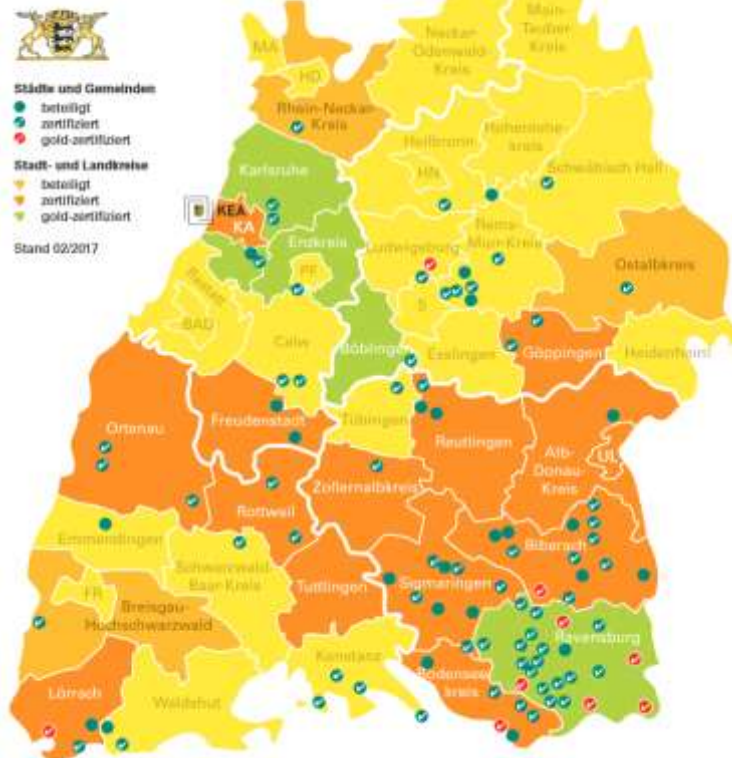 Städte und Gemeinden
beteiligt
zertifiziert
gold-zertifiziert
Stadt- und Landkreise
beteiligt
zertifiziert
gold-zertifiziert
Stand 02/2017
Main-
Tauber
Kreis
Neckar
Odenwald-
Kreis
MA
HD
Rhein-Neckar-
Kreis
Heilbronn
Hohenlohe-
kreis
HN
Schwäbisch Hall
Karlsruhe
KEA
KA
Enzkreis
PF
Ludwigsburg
Rems-
Murr-Kreis
Ostalbkreis
Rastatt
BAD
Calw
S
Böblingen
Esslingen
Göppingen
Heidenheim
Ortenau
Freudenstadt
Tübingen
Reutlingen
Alb-
Donau-
Kreis
UL
Rottweil
Zollernalbkreis
Emmendingen
Schwarzwald-
Baar-Kreis
Tuttlingen
Sigmaringen
Biberach
FR
Breisgau-
Hochschwarzwald
Ravensburg
Konstanz
Bodensee
kreis
Lörrach
Waldshut